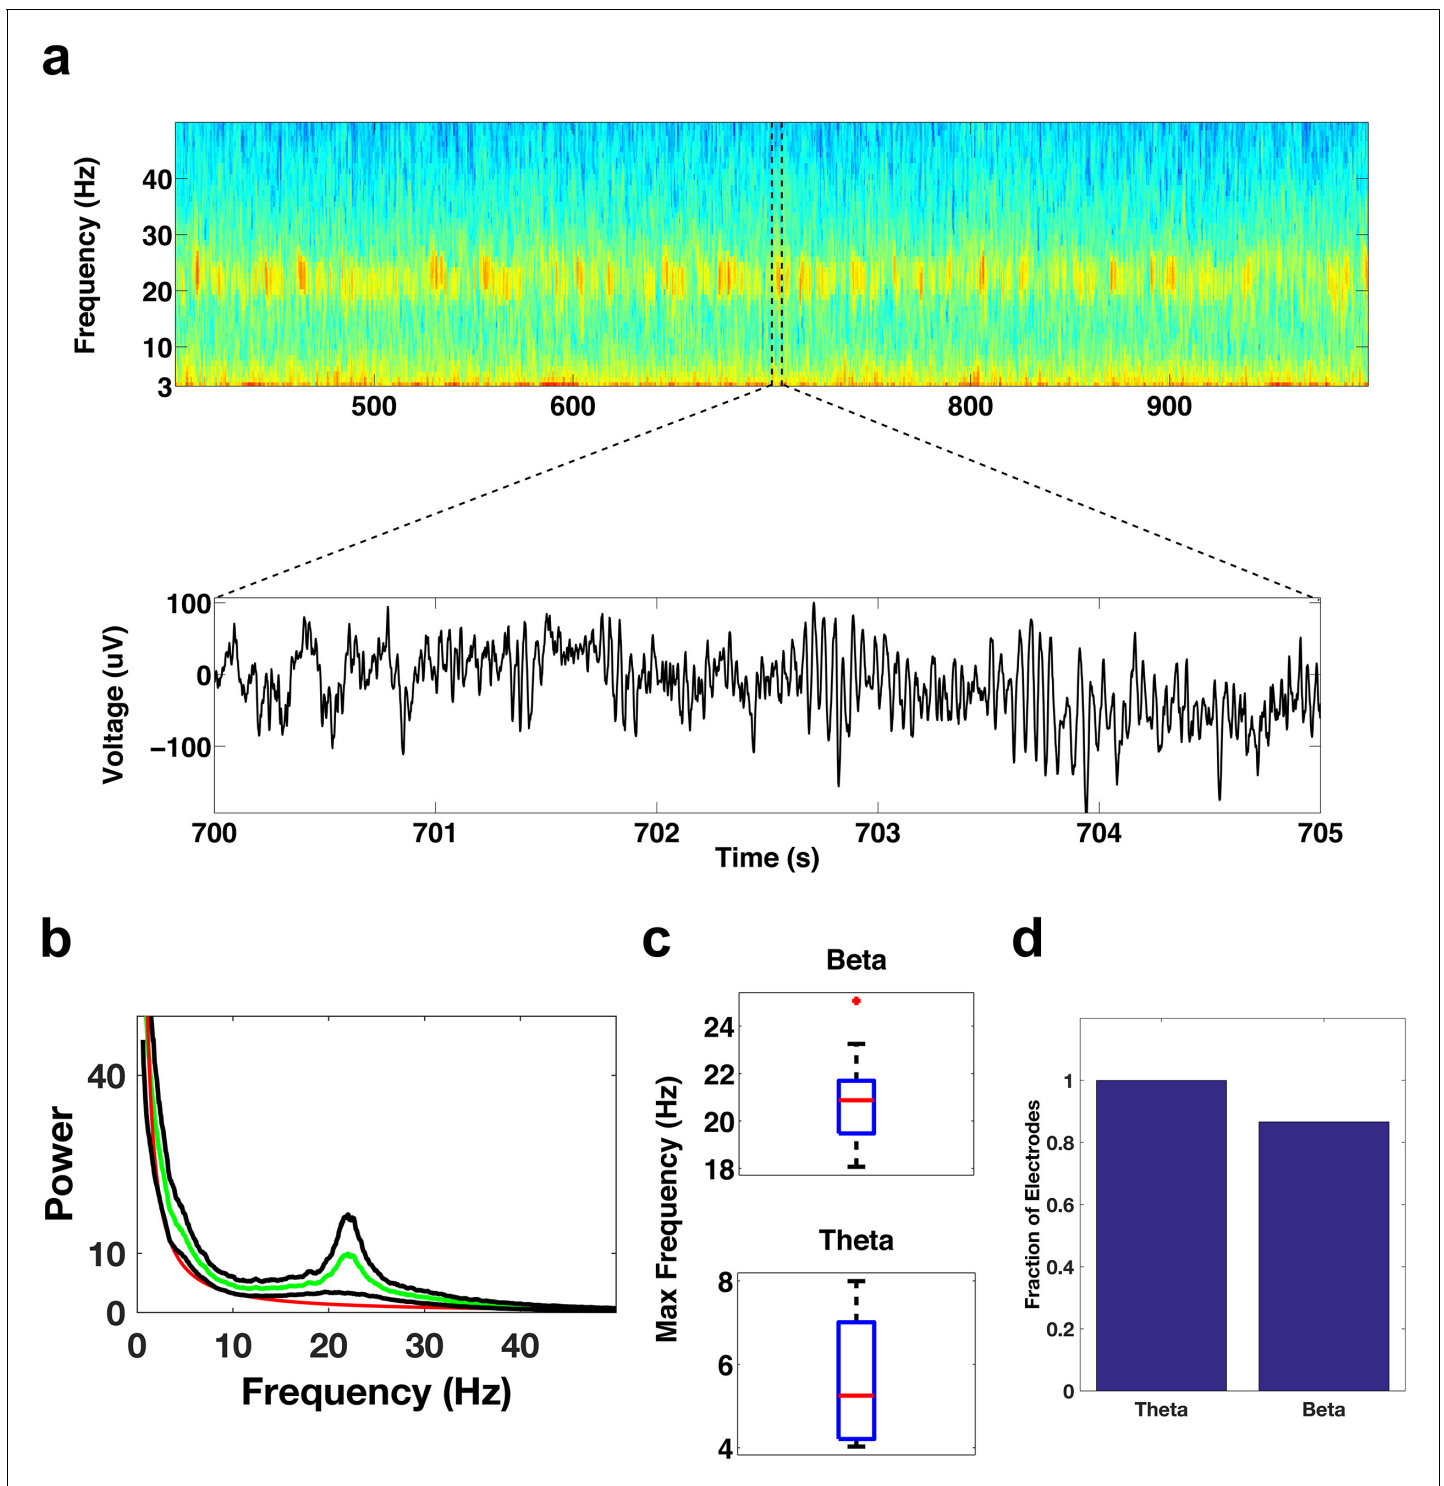 a
Frequency (Hz)
40
30
20
10
3
500 600 800 900
Voltage (uV)
100
0
−100
700 701 702 703 704 705
Time (s)
b
Power
40
10
0
0 10 20 30 40
Frequency (Hz)
c
Max Frequency (Hz)
Beta
24
22
20
18
Theta
8
6
4
d
Fraction of Electrodes
1
0.8
0.6
0.4
0.2
0
Theta Beta